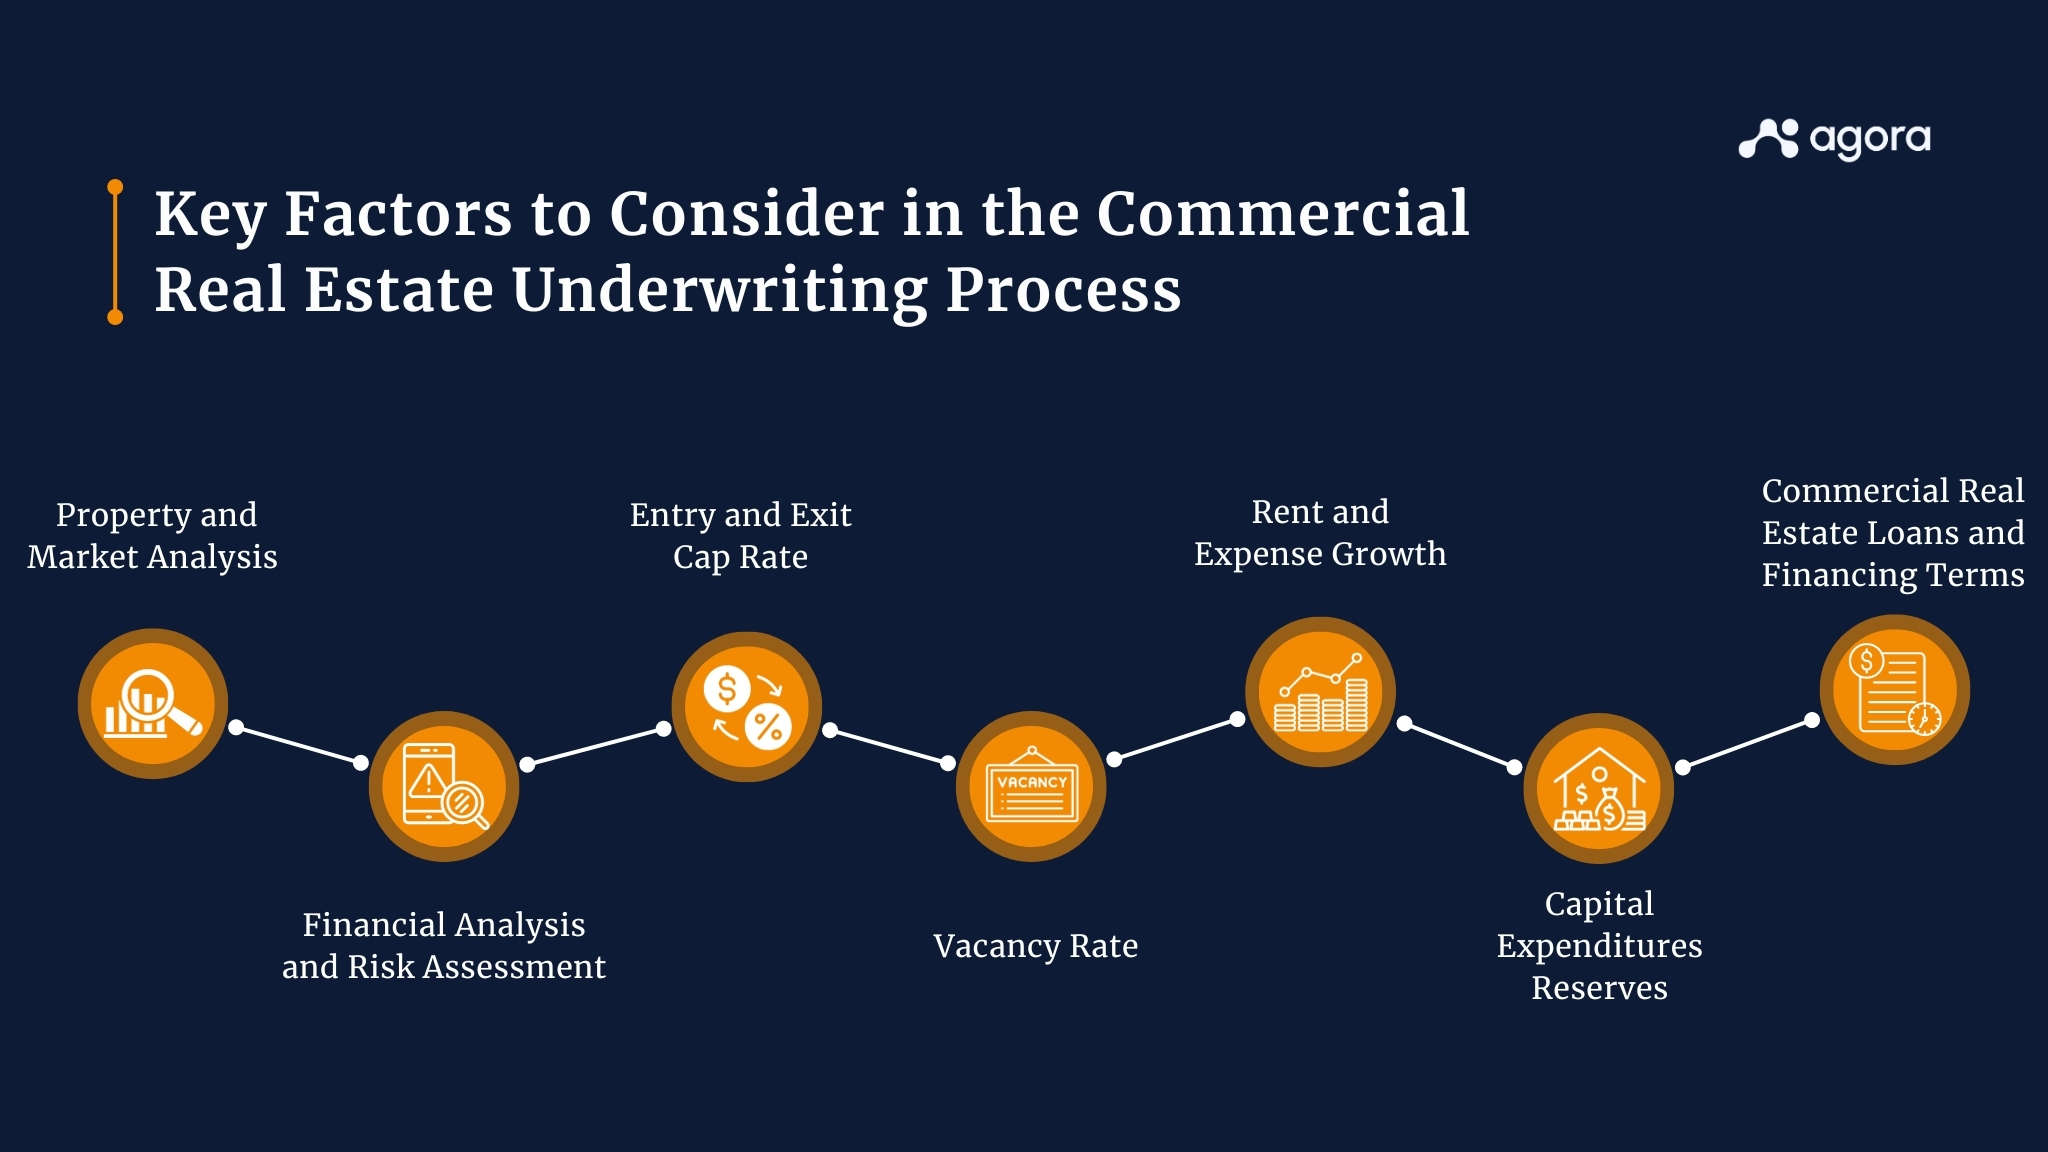 agora
Key Factors to Consider in the Commercial
Real Estate Underwriting Process
Property and
Market Analysis
Financial Analysis
and Risk Assessment
Entry and Exit
Cap Rate
$
%
VACANCY
Vacancy Rate
Rent and
Expense Growth
$
$
Capital
Expenditures
Reserves
Commercial Real
Estate Loans and
Financing Terms
$